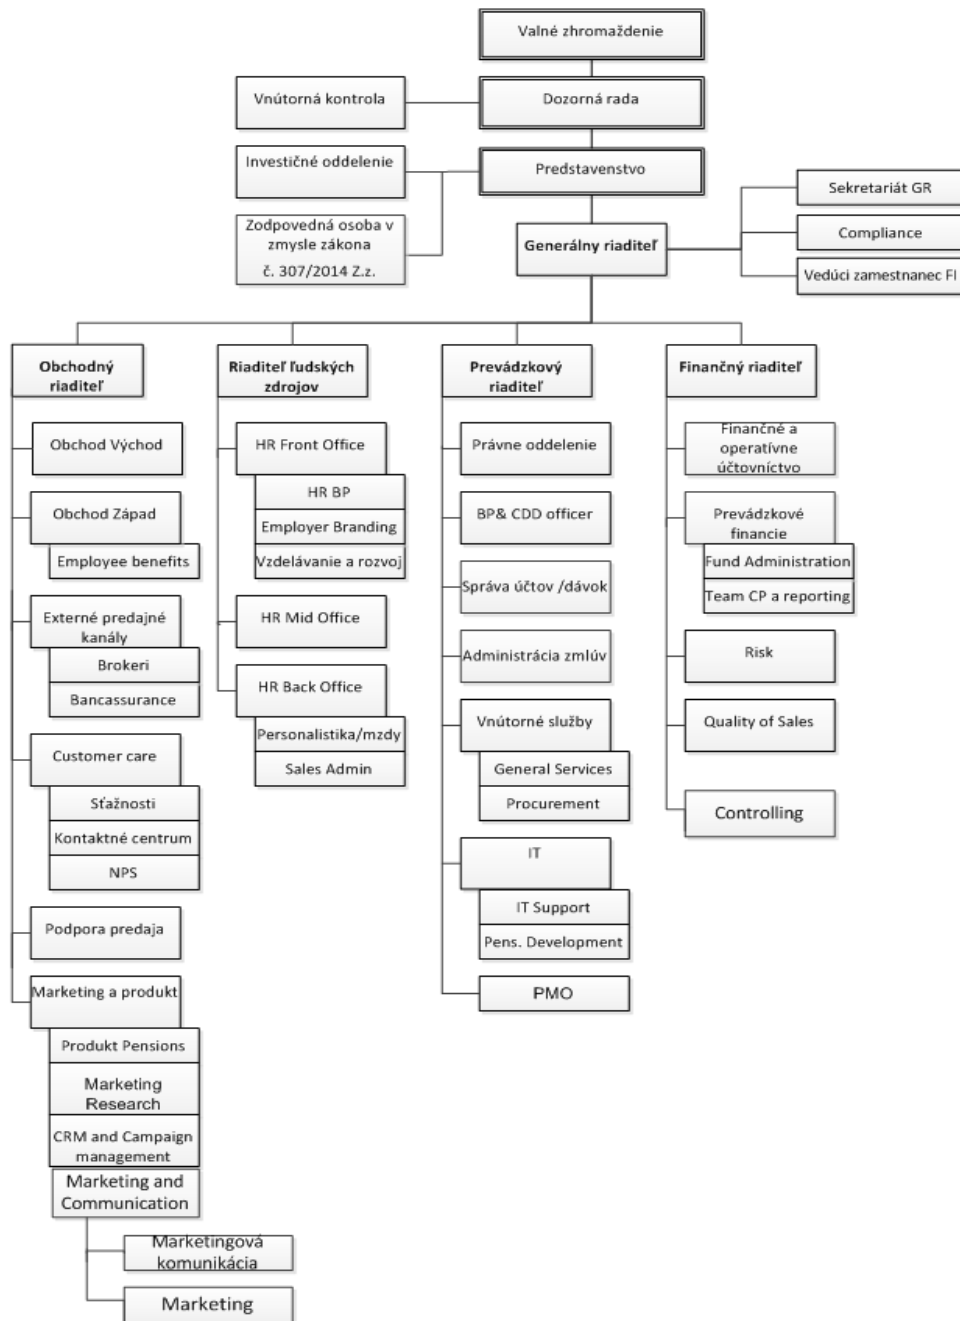 Valné zhromaždenie
Vnútorná kontrola
Dozorná rada
Investičné oddelenie
Predstavenstvo
Zodpovedná osoba v
zmysle zákona
č. 307/2014 Z.z.
Generálny riaditeľ
Sekretariát GR
Compliance
Vedúci zamestnanec FI
Obchodný
riaditeľ
Obchod Východ
Obchod Západ
Employee benefits
Externé predajné
kanály
Brokeri
Bancassurance
Customer care
Sťažnosti
Kontaktné centrum
NPS
Podpora predaja
Marketing a produkt
Produkt Pensions
Marketing
Research
CRM and Campaign
management
Marketing and
Communication
Marketingová
komunikácia
Marketing
Riaditeľ ľudských
zdrojov
HR Front Office
HR BP
Employer Branding
Vzdelávanie a rozvoj
HR Mid Office
HR Back Office
Personalistika/mzdy
Sales Admin
Prevádzkový
riaditeľ
Právne oddelenie
BP& CDD officer
Správa účtov /dávok
Administrácia zmlúv
Vnútorné služby
General Services
Procurement
IT
IT Support
Pens. Development
PMO
Finančný riaditeľ
Finančné a
operatívne
účtovníctvo
Prevádzkové
financie
Fund Administration
Team CP a reporting
Risk
Quality of Sales
Controlling